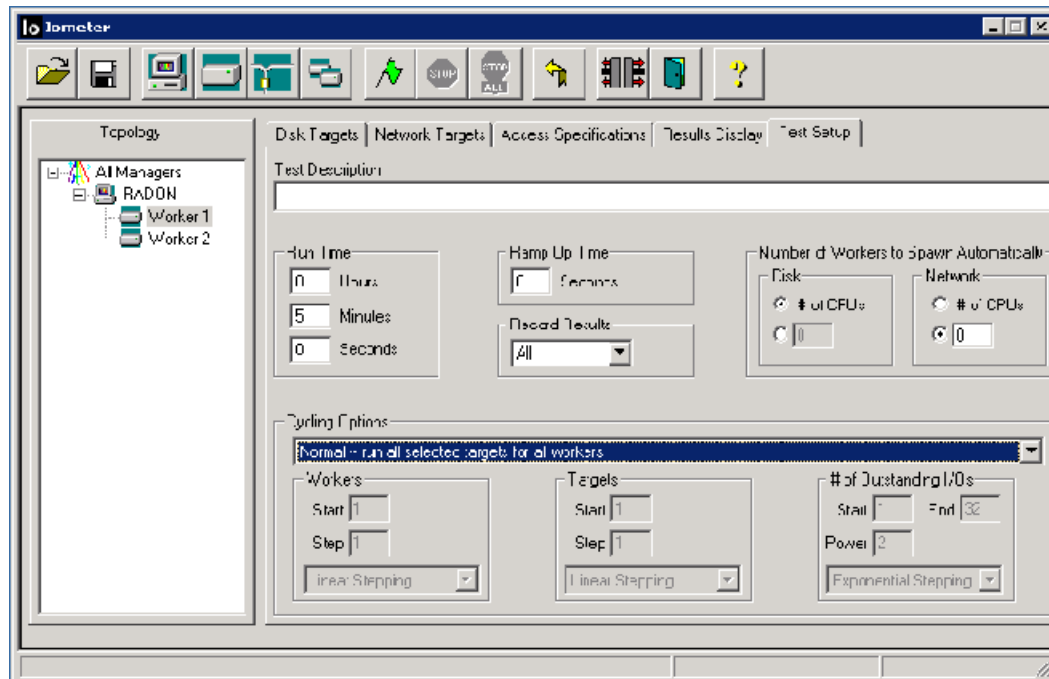 Iometer
STOP
STOP
ALL
Topology
All Managers
RADON
Worker 1
Worker 2
Disk Targets
Network Targets
Access Specifications
Results Display
Test Setup
Test Description
Run Time
0 Hours
5 Minutes
0 Seconds
Ramp Up Time
0 Seconds
Record Results
All
Number of Workers to Spawn Automatically
Disk
# of CPUs
0
Network
# of CPUs
0
Cycling Options
Normal -- run all selected targets for all workers.
Workers
Start 1
Step 1
Linear Stepping
Targets
Start 1
Step 1
Linear Stepping
# of Outstanding I/Os
Start 1 End 32
Power 2
Exponential Stepping